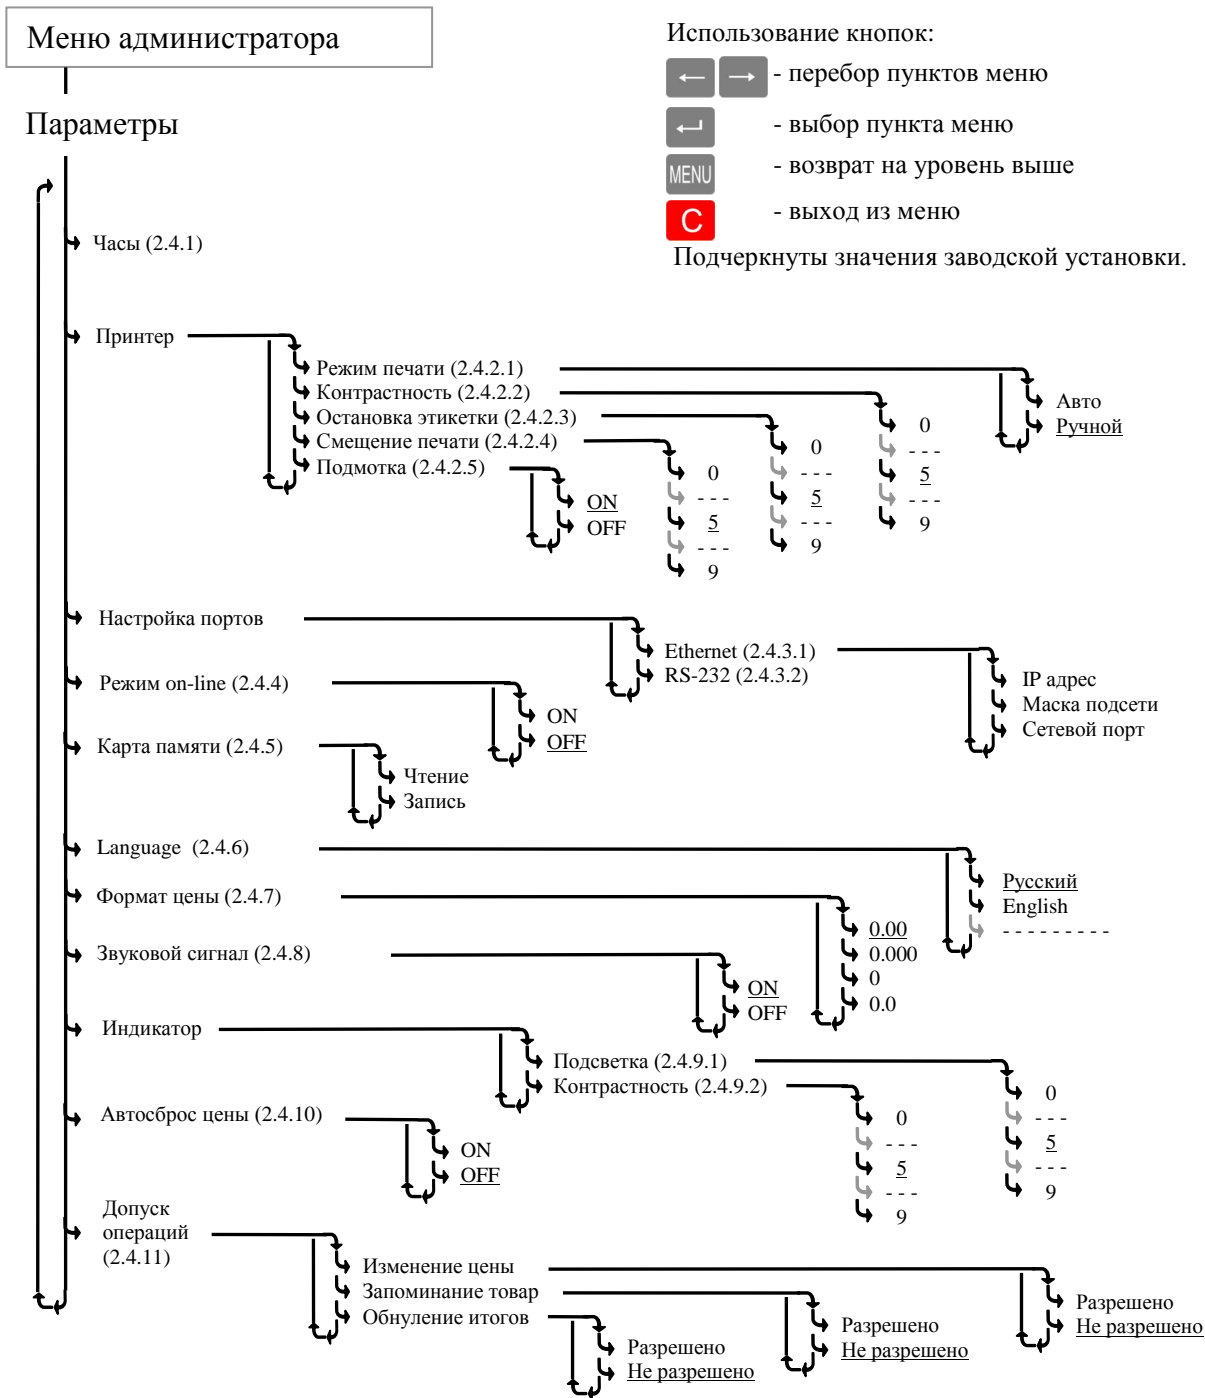 Меню администратора
Использование кнопок:
← → - перебор пунктов меню
- выбор пункта меню
MENU - возврат на уровень выше
C - выход из меню
Подчеркнуты значения заводской установки.
Параметры
Часы (2.4.1)
Принтер
Режим печати (2.4.2.1)
Контрастность (2.4.2.2)
Остановка этикетки (2.4.2.3)
Смещение печати (2.4.2.4)
Подмотка (2.4.2.5)
Авто
Ручной
0
- - -
5
- - -
9
0
- - -
5
- - -
9
0
- - -
5
- - -
9
ON
OFF
Настройка портов
Ethernet (2.4.3.1)
RS-232 (2.4.3.2)
IP адрес
Маска подсети
Сетевой порт
Режим on-line (2.4.4)
ON
OFF
Карта памяти (2.4.5)
Чтение
Запись
Language (2.4.6)
Русский
English
- - - - - - - - -
Формат цены (2.4.7)
0.00
0.000
0
0.0
Звуковой сигнал (2.4.8)
ON
OFF
Индикатор
Подсветка (2.4.9.1)
Контрастность (2.4.9.2)
0
- - -
5
- - -
9
0
- - -
5
- - -
9
Автосброс цены (2.4.10)
ON
OFF
Допуск
операций
(2.4.11)
Изменение цены
Запоминание товар
Обнуление итогов
Разрешено
Не разрешено
Разрешено
Не разрешено
Разрешено
Не разрешено